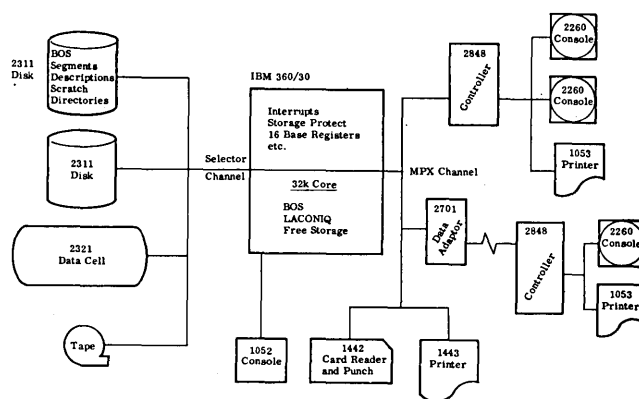 2311
Disk
BOS
Segments
Descriptions
Scratch
Directories
2311
Disk
2321
Data Cell
Tape
Selector
Channel
IBM 360/30
Interrupts
Storage Protect
16 Base Registers
etc.
32k Core
BOS
LACONIQ
Free Storage
1052
Console
MPX Channel
2848
Controller
2260
Console
2260
Console
1053
Printer
2701
Data
Adaptor
2848
Controller
2260
Console
1053
Printer
1442
Card Reader
and Punch
1443
Printer